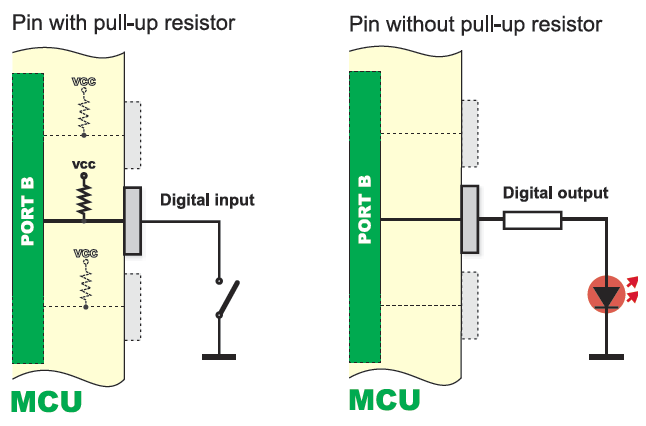 Pin with pull-up resistor
vcc
vcc
PORT B
Digital input
vcc
MCU
Pin without pull-up resistor
PORT B
Digital output
MCU